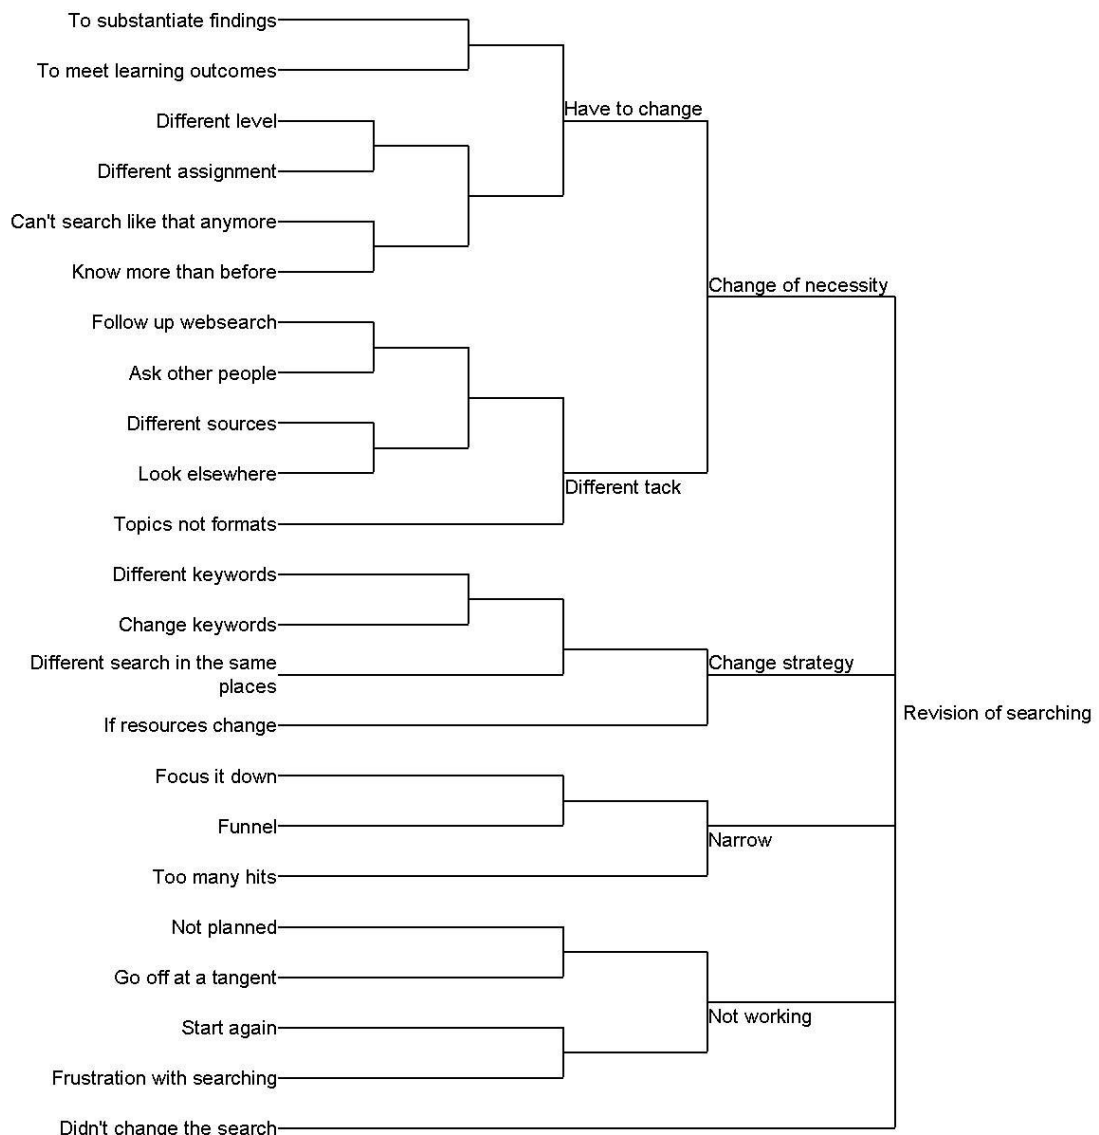 To substantiate findings
To meet learning outcomes
Have to change
Different level
Different assignment
Can't search like that anymore
Know more than before
Change of necessity
Follow up websearch
Ask other people
Different sources
Look elsewhere
Different tack
Topics not formats
Different keywords
Change keywords
Different search in the same
places
Change strategy
Revision of searching
If resources change
Focus it down
Funnel
Narrow
Too many hits
Not planned
Go off at a tangent
Not working
Start again
Frustration with searching
Didn't change the search